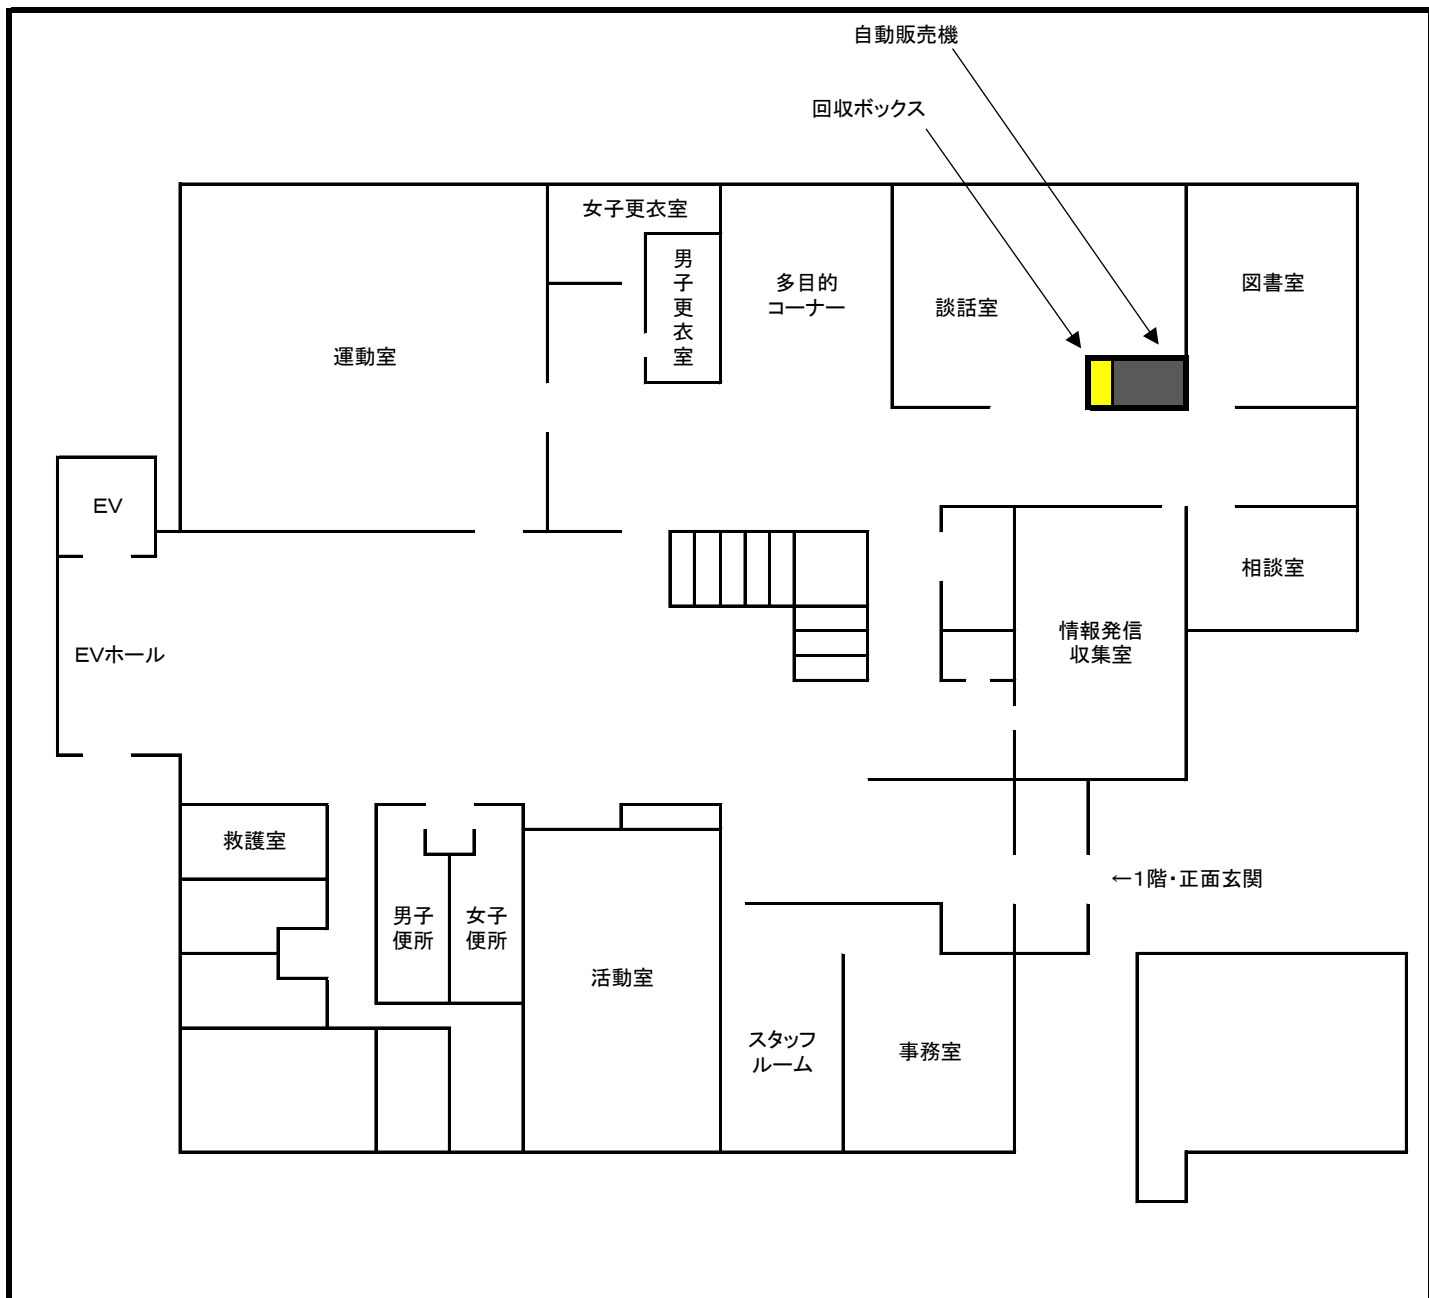 自動販売機
回収ボックス
女子更衣室
男子更衣室
多目的
コーナー
談話室
図書室
運動室
EV
相談室
情報発信
収集室
EVホール
救護室
←1階・正面玄関
男子
便所
女子
便所
活動室
スタッフ
ルーム
事務室